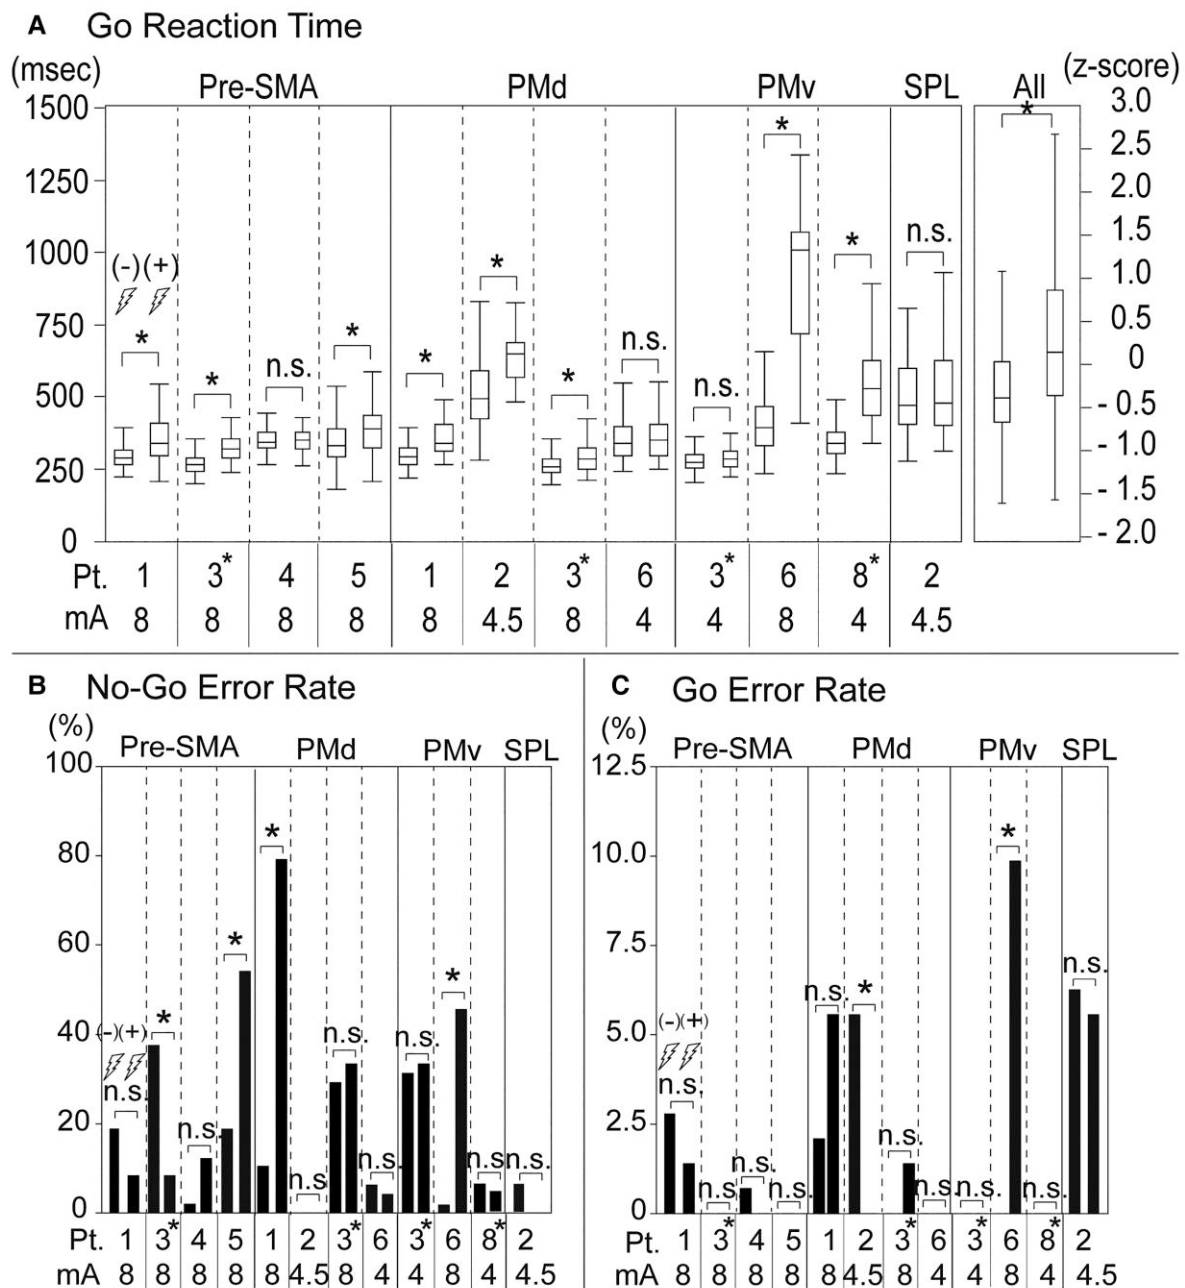 A Go Reaction Time
(msec) (z-score)
Pre-SMA PMd PMv SPL All
1500
1250
1000
750
500
250
0
3.0
2.5
2.0
1.5
1.0
0.5
0
- 0.5
- 1.0
- 1.5
- 2.0
(-) (+)
* * n.s. * * * * n.s. n.s. * * n.s. *
Pt. 1 3* 4 5 1 2 3* 6 3* 6 8* 2
mA 8 8 8 8 8 4.5 8 4 4 8 4 4.5
B No-Go Error Rate
(%)
Pre-SMA PMd PMv SPL
100
80
60
40
20
0
(-) (+)
n.s. * n.s. * * n.s n.s. n.s. n.s. * n.s. n.s.
Pt. 1 3* 4 5 1 2 3* 6 3* 6 8* 2
mA 8 8 8 8 8 4.5 8 4 4 8 4 4.5
C Go Error Rate
(%)
Pre-SMA PMd PMv SPL
12.5
10.0
7.5
5.0
2.5
0
(-) (+)
n.s. n.s n.s. n.s. n.s. * n.s. n.s. n.s. * n.s. n.s.
Pt. 1 3* 4 5 1 2 3* 6 3* 6 8* 2
mA 8 8 8 8 8 4.5 8 4 4 8 4 4.5